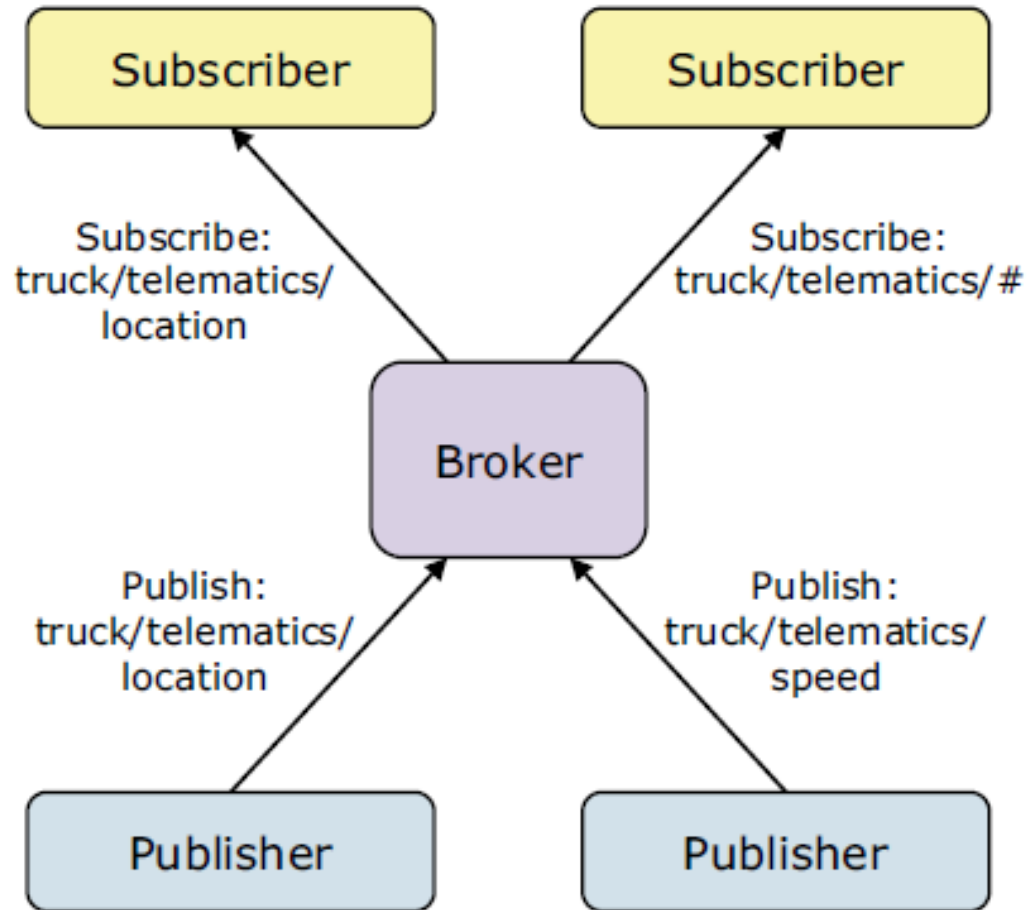 Subscriber
Subscriber
Subscribe:
truck/telematics/
location
Subscribe:
truck/telematics/#
Broker
Publish:
truck/telematics/
location
Publish:
truck/telematics/
speed
Publisher
Publisher